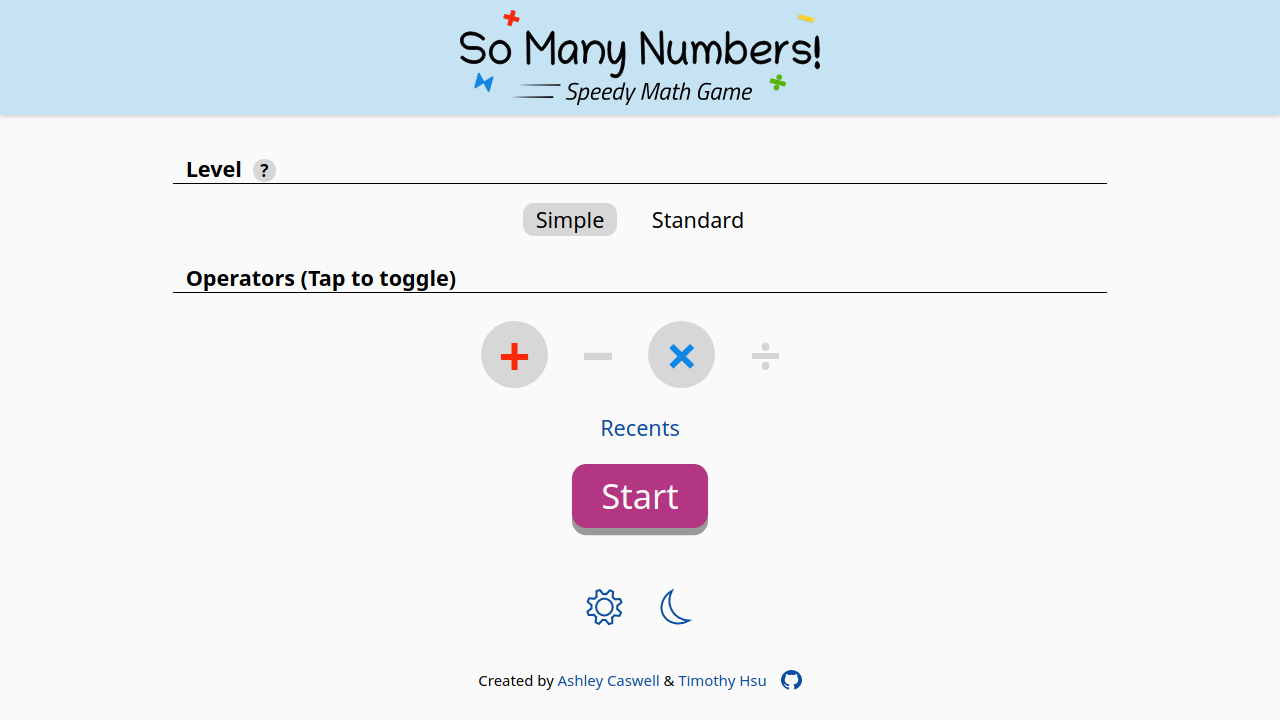 So Many Numbers!
Speedy Math Game
Level ?
Simple Standard
Operators (Tap to toggle)
+ − × ÷
Recents
Start
Created by Ashley Caswell & Timothy Hsu